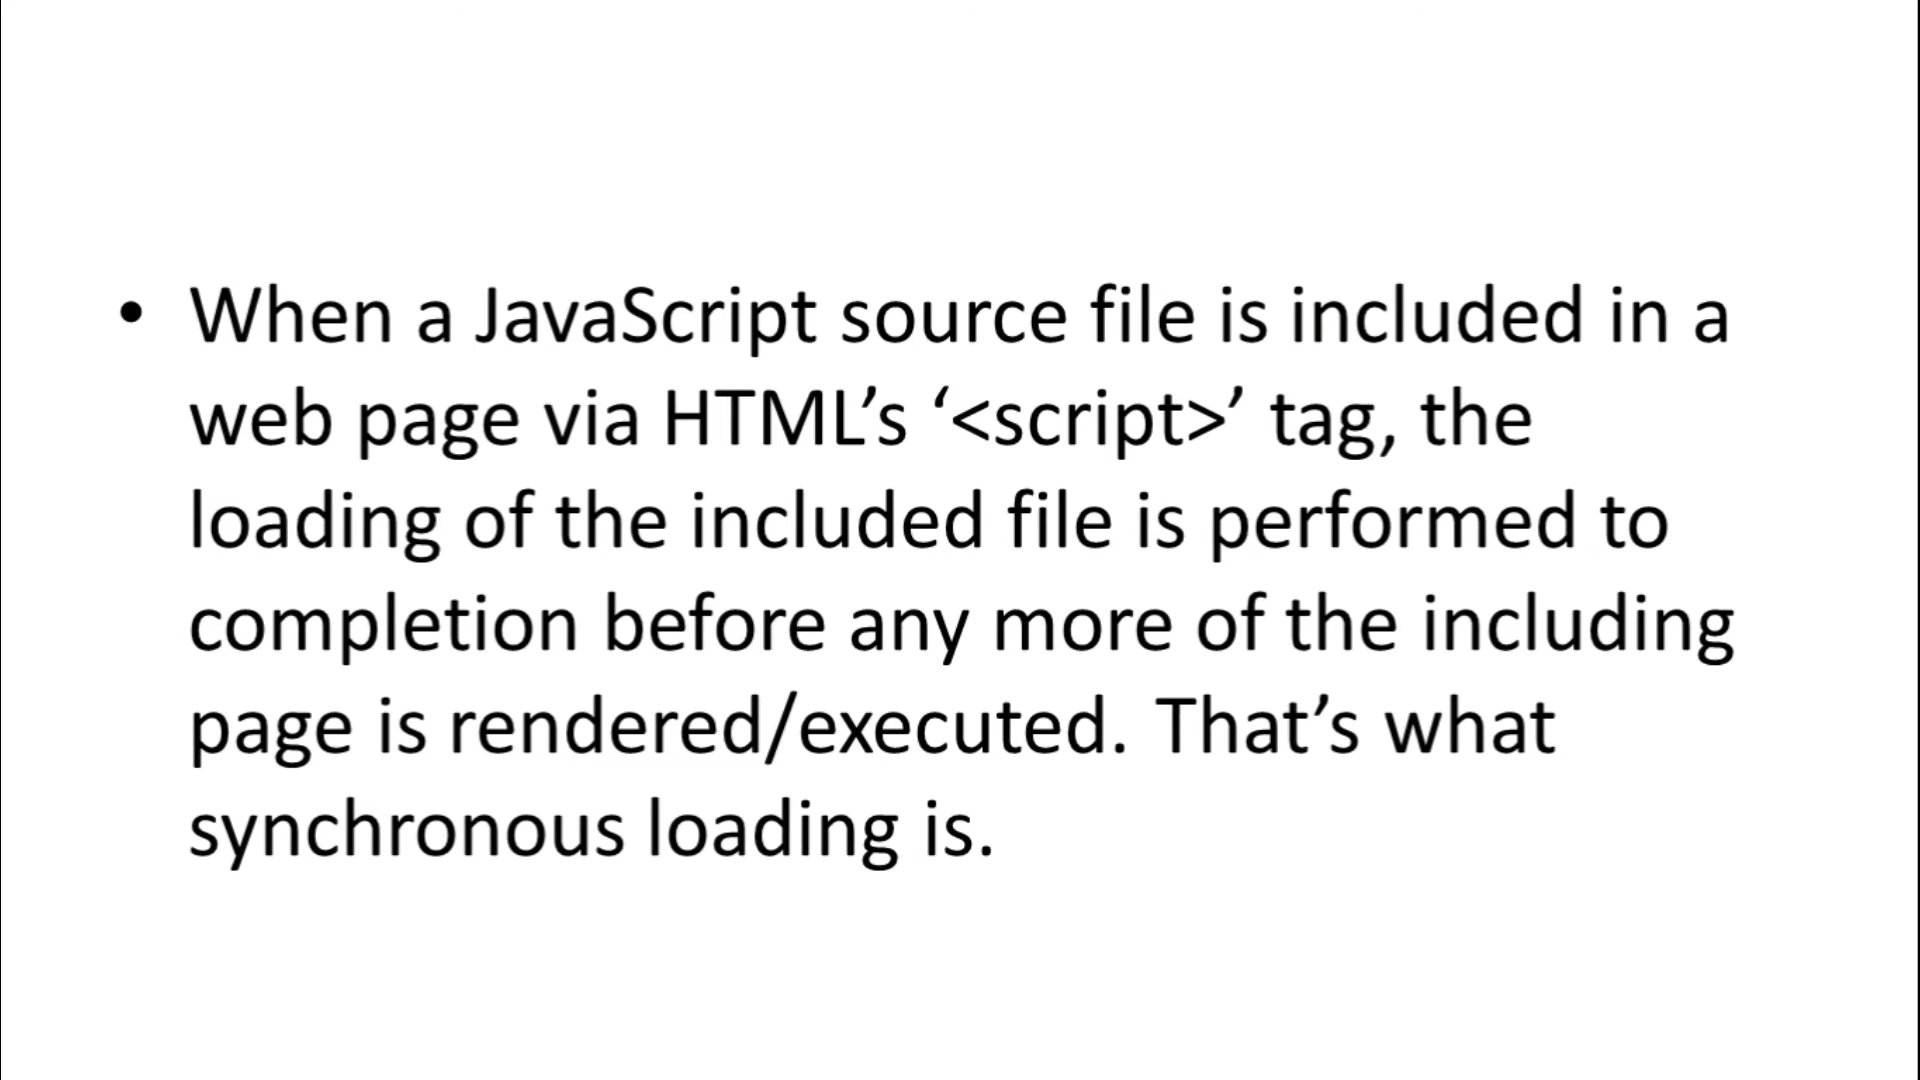 • When a JavaScript source file is included in a
web page via HTML’s ‘<script>’ tag, the
loading of the included file is performed to
completion before any more of the including
page is rendered/executed. That’s what
synchronous loading is.